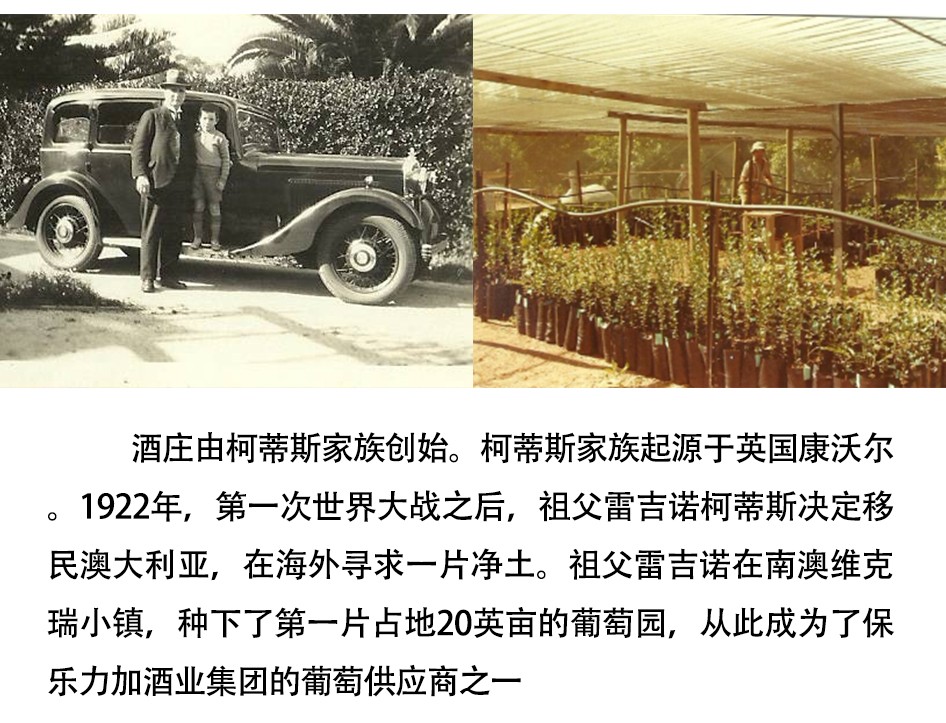 酒庄由柯蒂斯家族创始。柯蒂斯家族起源于英国康沃尔
。1922年，第一次世界大战之后，祖父雷吉诺柯蒂斯决定移
民澳大利亚，在海外寻求一片净土。祖父雷吉诺在南澳维克
瑞小镇，种下了第一片占地20英亩的葡萄园，从此成为了保
乐力加酒业集团的葡萄供应商之一